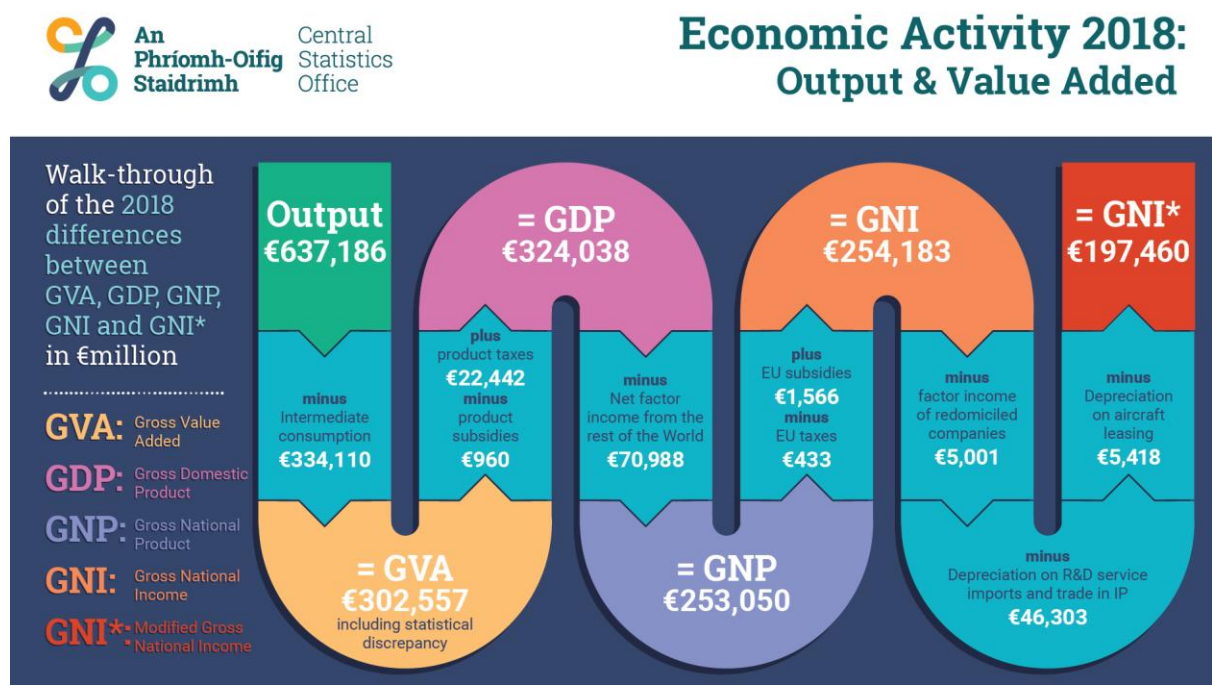 An
Phríomh-Oifig
Staidrimh
Central
Statistics
Office
Economic Activity 2018:
Output & Value Added
Walk-through
of the 2018
differences
between
GVA, GDP, GNP,
GNI and GNI*
in €million
GVA: Gross Value
Added
GDP: Gross Domestic
Product
GNP: Gross National
Product
GNI: Gross National
Income
GNI*: Modified Gross
National Income
Output
€637,186
minus
Intermediate
consumption
€334,110
= GVA
€302,557
including statistical
discrepancy
plus
product taxes
€22,442
minus
product
subsidies
€960
= GDP
€324,038
minus
Net factor
income from the
rest of the World
€70,988
= GNP
€253,050
plus
EU subsidies
€1,566
minus
EU taxes
€433
= GNI
€254,183
minus
factor income
of redomiciled
companies
€5,001
minus
Depreciation on R&D service
imports and trade in IP
€46,303
minus
Depreciation
on aircraft
leasing
€5,418
= GNI*
€197,460